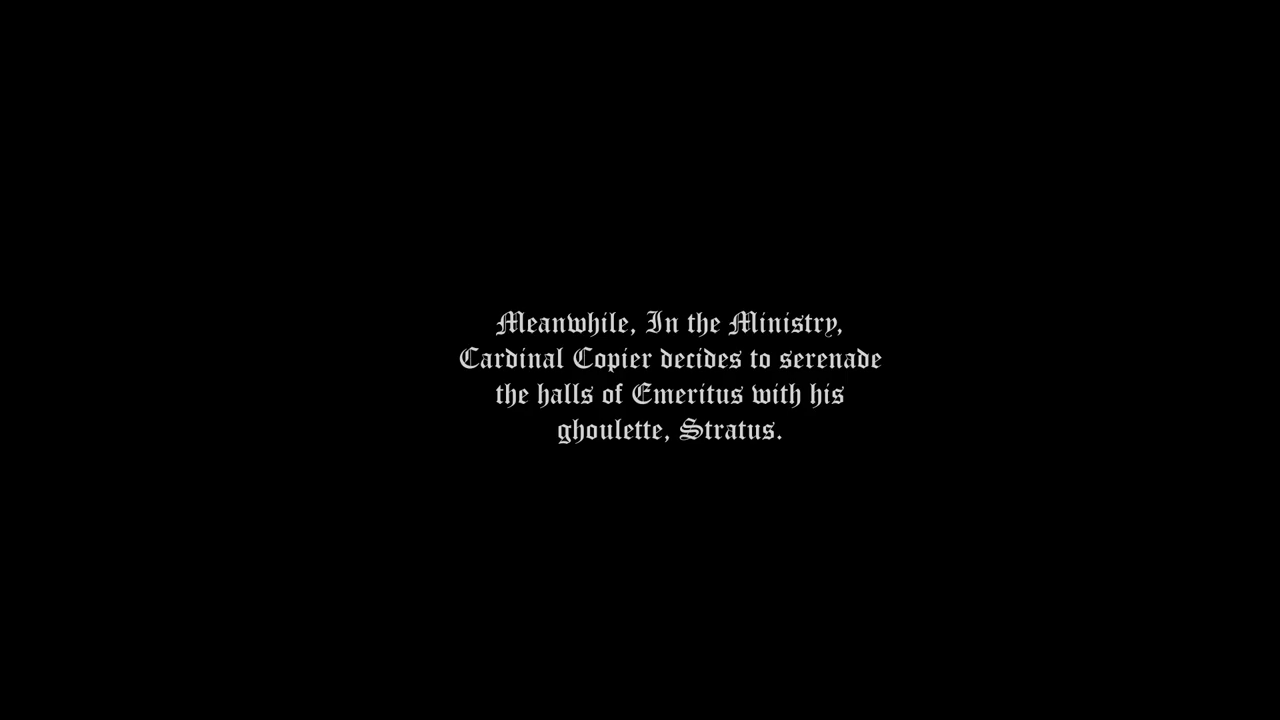 Meanwhile, In the Ministry,
Cardinal Copier decides to serenade
the halls of Emeritus with his
ghoulette, Stratus.